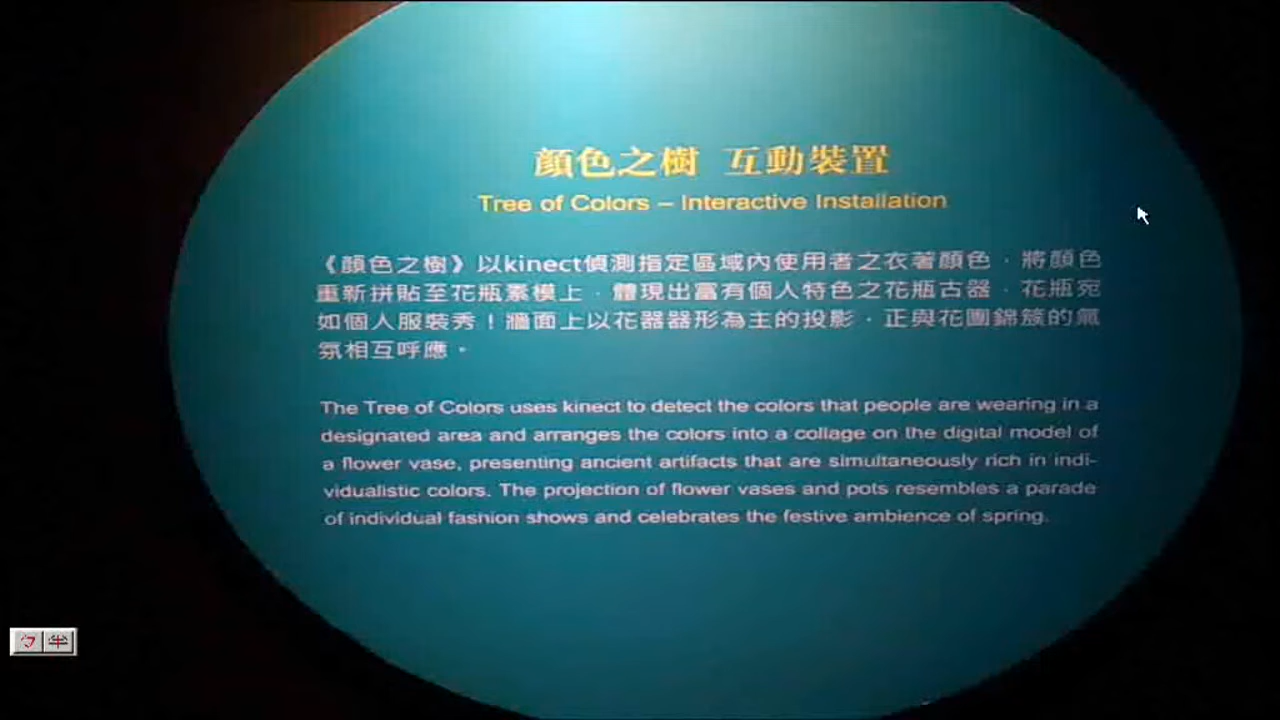 顏色之樹 互動裝置
Tree of Colors – Interactive Installation
《顏色之樹》以kinect偵測指定區域內使用者之衣著顏色，將顏色
重新拼貼至花瓶素模上，體現出富有個人特色之花瓶古器，花瓶宛
如個人服裝秀！牆面上以花器器形為主的投影，正與花團錦簇的氣
氛相互呼應。
The Tree of Colors uses kinect to detect the colors that people are wearing in a
designated area and arranges the colors into a collage on the digital model of
a flower vase, presenting ancient artifacts that are simultaneously rich in indi-
vidualistic colors. The projection of flower vases and pots resembles a parade
of individual fashion shows and celebrates the festive ambience of spring.
ㄅ 半